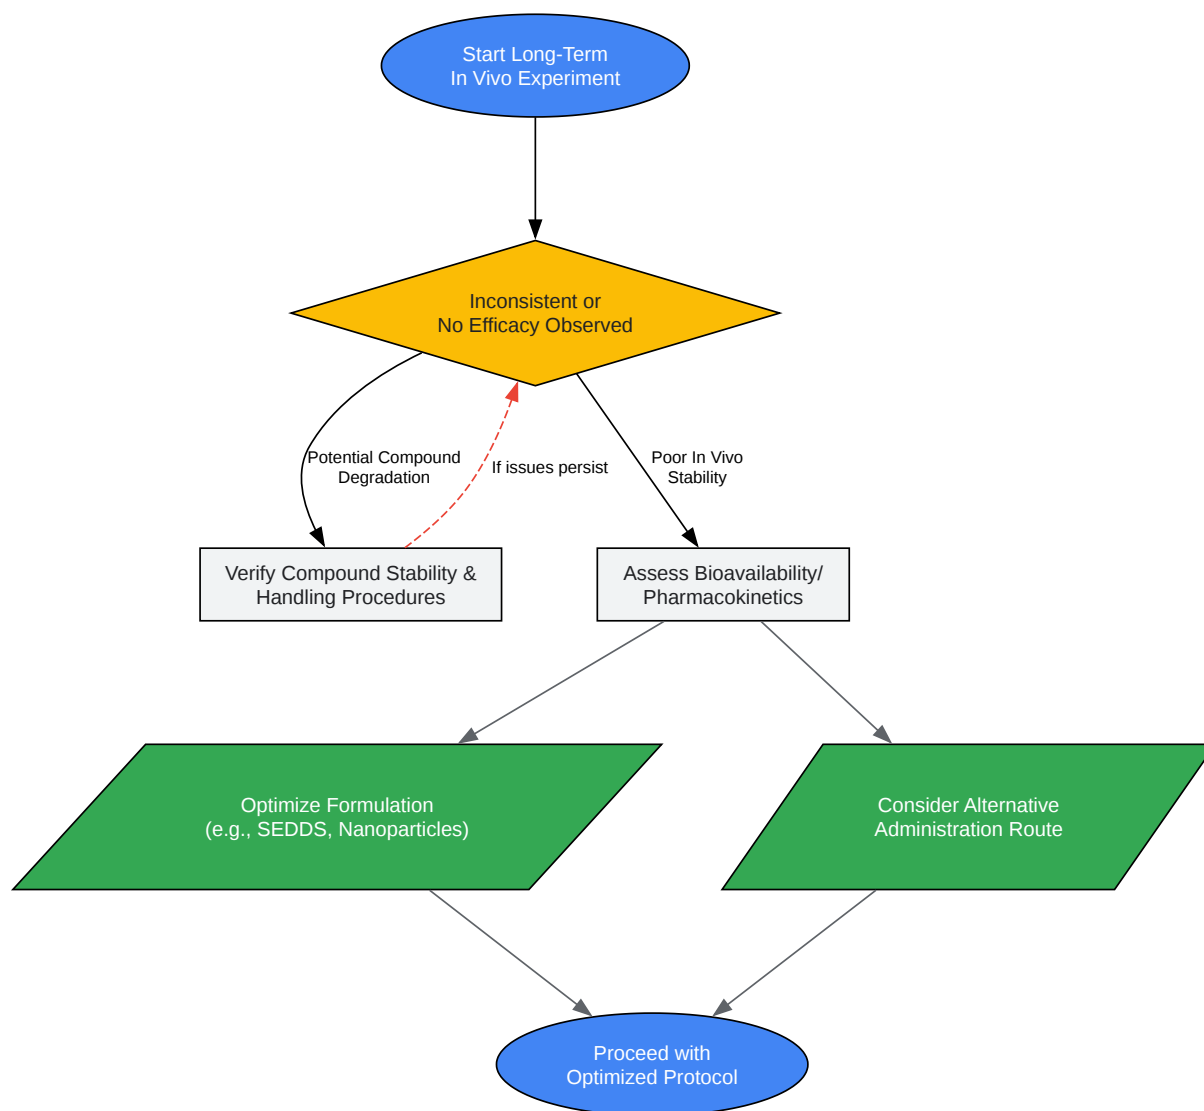 Start Long-Term
In Vivo Experiment
Inconsistent or
No Efficacy Observed
Potential Compound
Degradation
If issues persist
Poor In Vivo
Stability
Verify Compound Stability &
Handling Procedures
Assess Bioavailability/
Pharmacokinetics
Optimize Formulation
(e.g., SEDDS, Nanoparticles)
Consider Alternative
Administration Route
Proceed with
Optimized Protocol